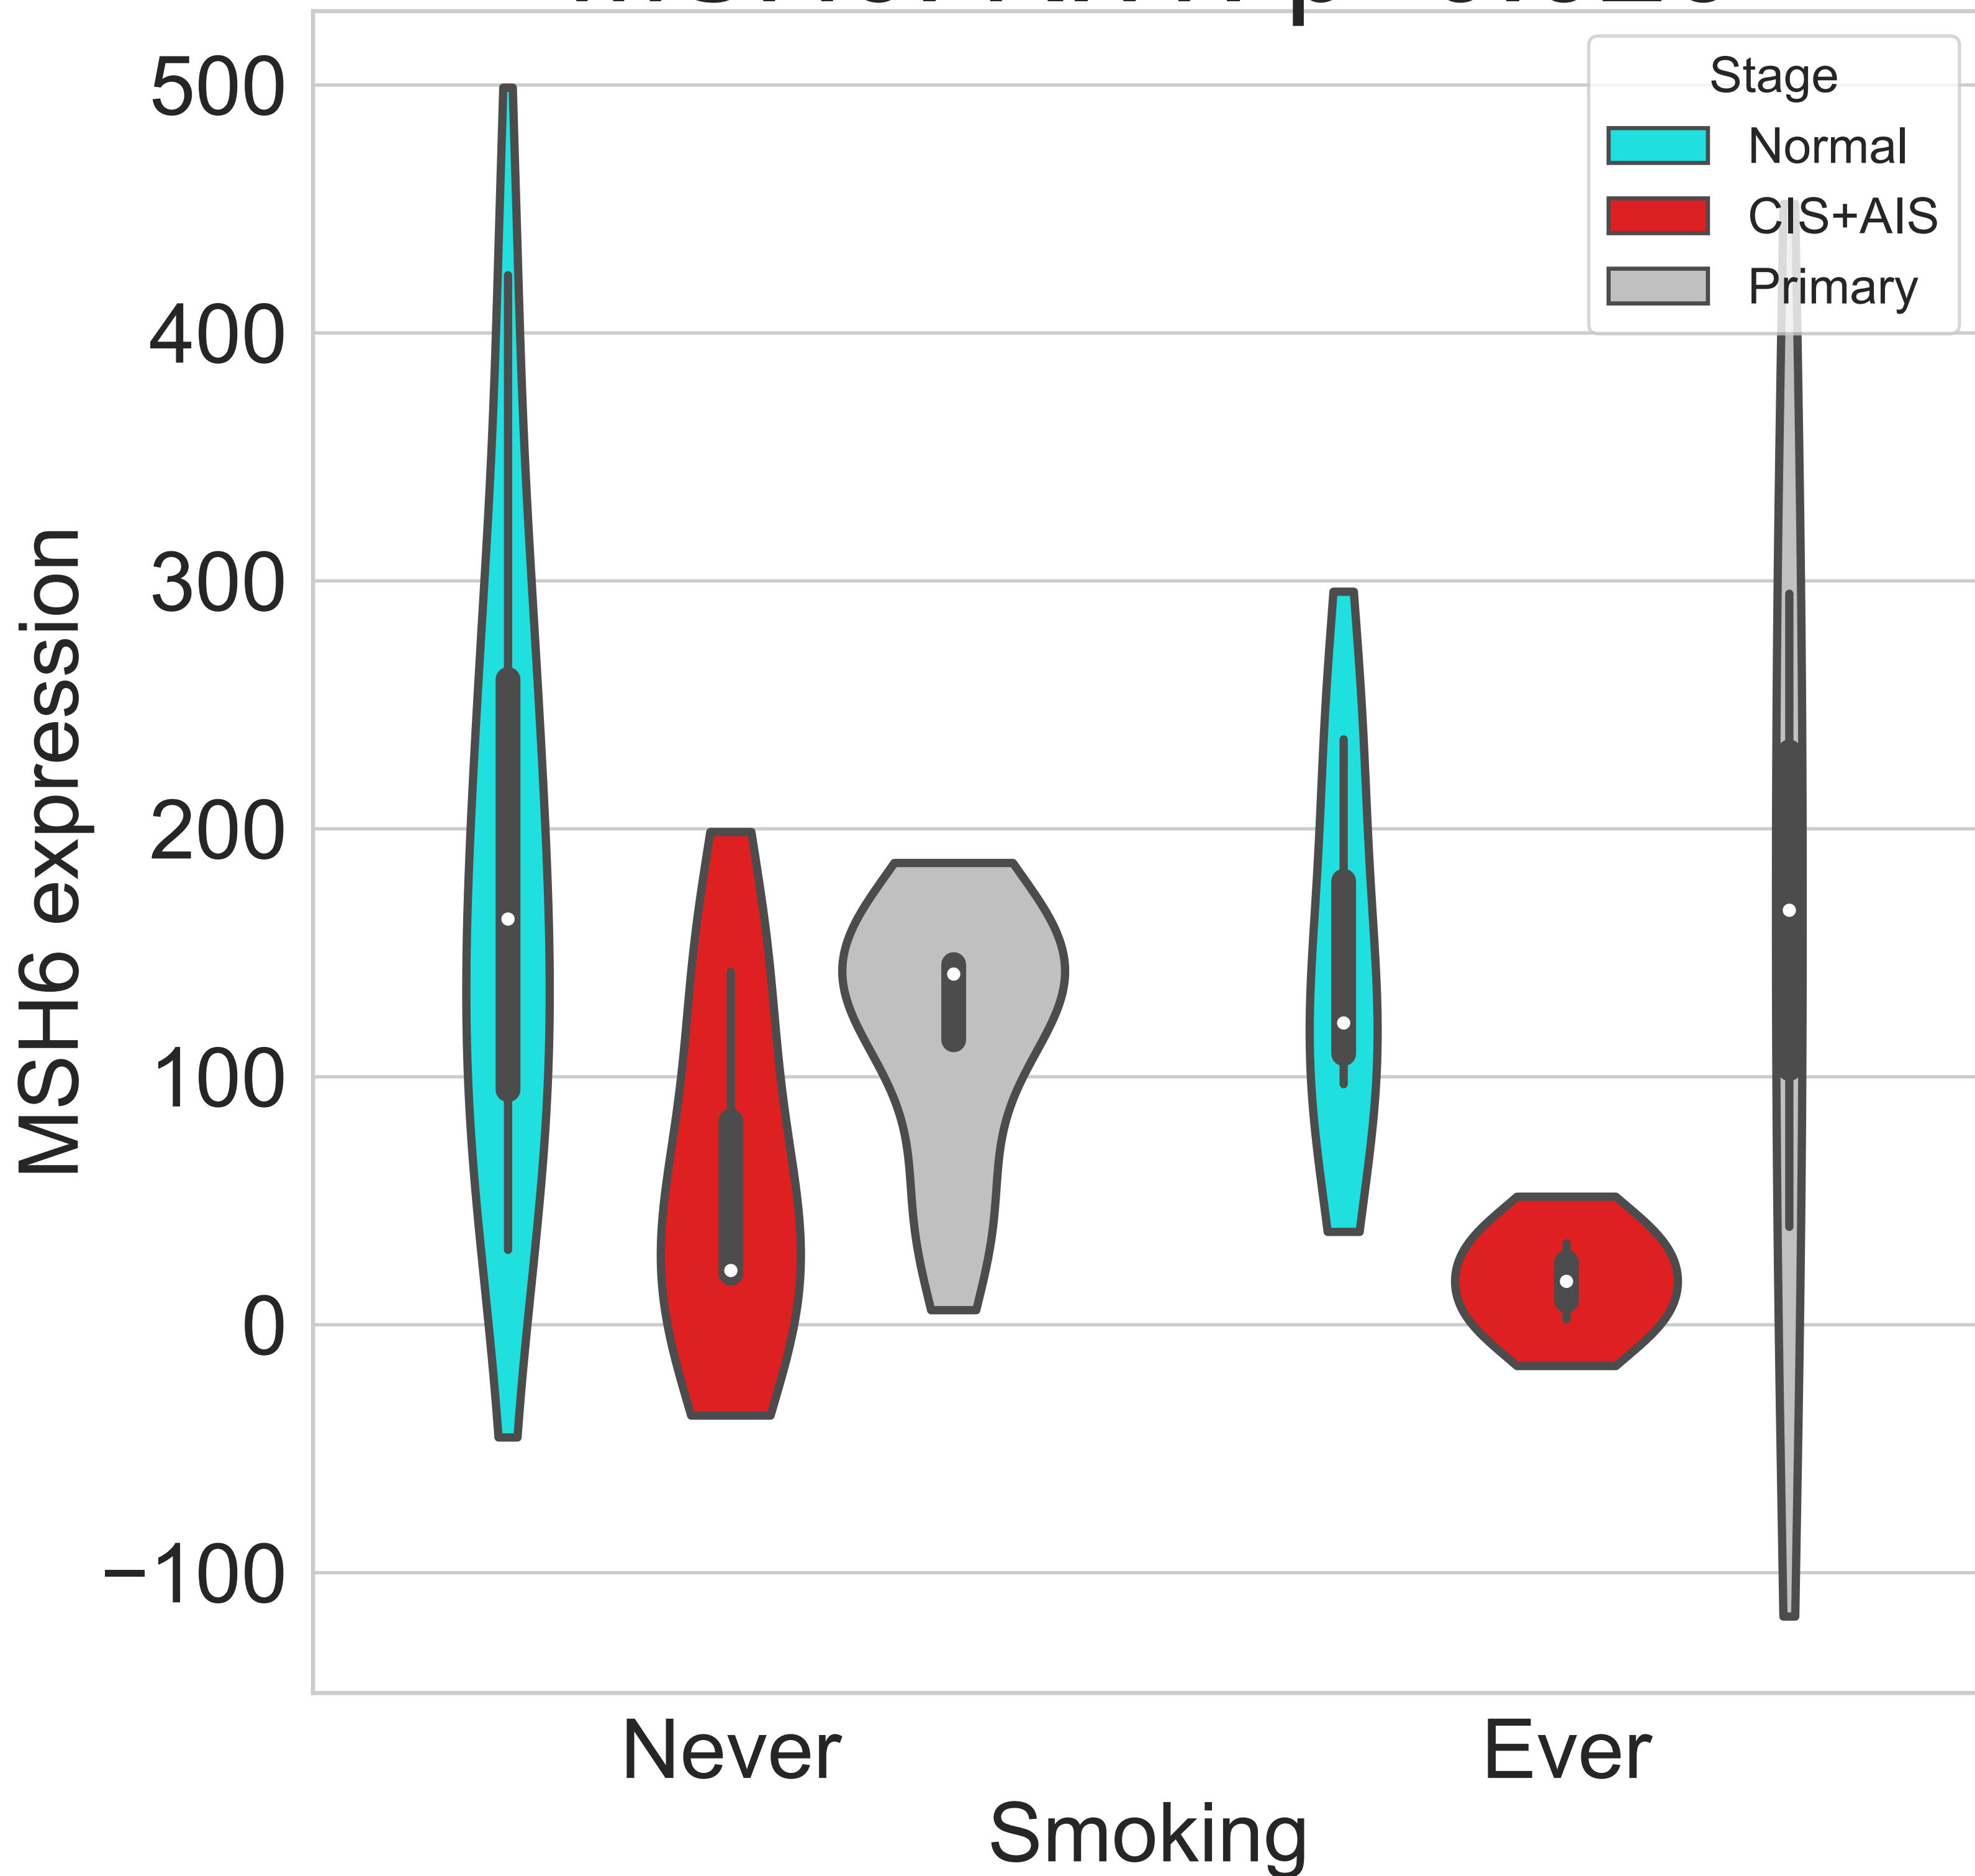 500
400
300
200
100
0
−100
MSH6 expression
Stage
Normal
CIS+AIS
Primary
Never
Ever
Smoking